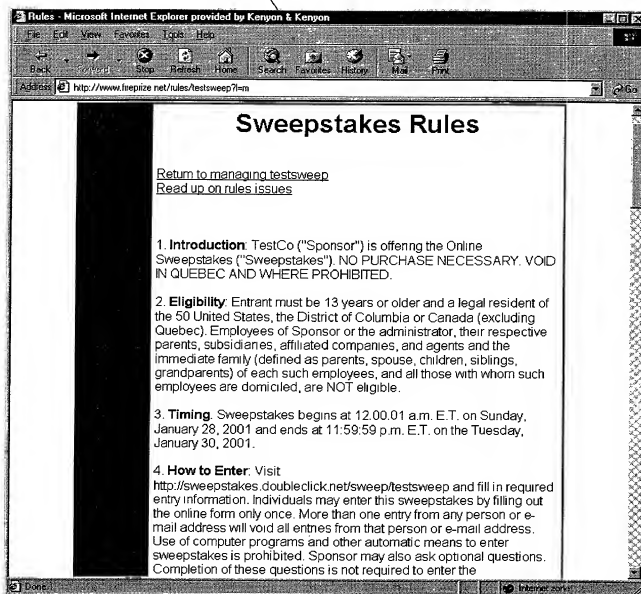 Rules - Microsoft Internet Explorer provided by Kenyon & Kenyon
File Edit View Favorites Tools Help
Back Forward Stop Refresh Home Search Favorites History Mail Print
Address http://www.freeprize.net/rules/testsweep?l=m Go
Sweepstakes Rules
Return to managing testsweep
Read up on rules issues
1. Introduction: TestCo ("Sponsor") is offering the Online
Sweepstakes ("Sweepstakes"). NO PURCHASE NECESSARY. VOID
IN QUEBEC AND WHERE PROHIBITED.
2. Eligibility: Entrant must be 13 years or older and a legal resident of
the 50 United States, the District of Columbia or Canada (excluding
Quebec). Employees of Sponsor or the administrator, their respective
parents, subsidiaries, affiliated companies, and agents and the
immediate family (defined as parents, spouse, children, siblings,
grandparents) of each such employees, and all those with whom such
employees are domiciled, are NOT eligible.
3. Timing. Sweepstakes begins at 12.00.01 a.m. E.T. on Sunday,
January 28, 2001 and ends at 11:59:59 p.m. E.T. on the Tuesday,
January 30, 2001.
4. How to Enter: Visit
http://sweepstakes.doubleclick.net/sweep/testsweep and fill in required
entry information. Individuals may enter this sweepstakes by filling out
the online form only once. More than one entry from any person or e-
mail address will void all entries from that person or e-mail address.
Use of computer programs and other automatic means to enter
sweepstakes is prohibited. Sponsor may also ask optional questions.
Completion of these questions is not required to enter the
Done Internet zone